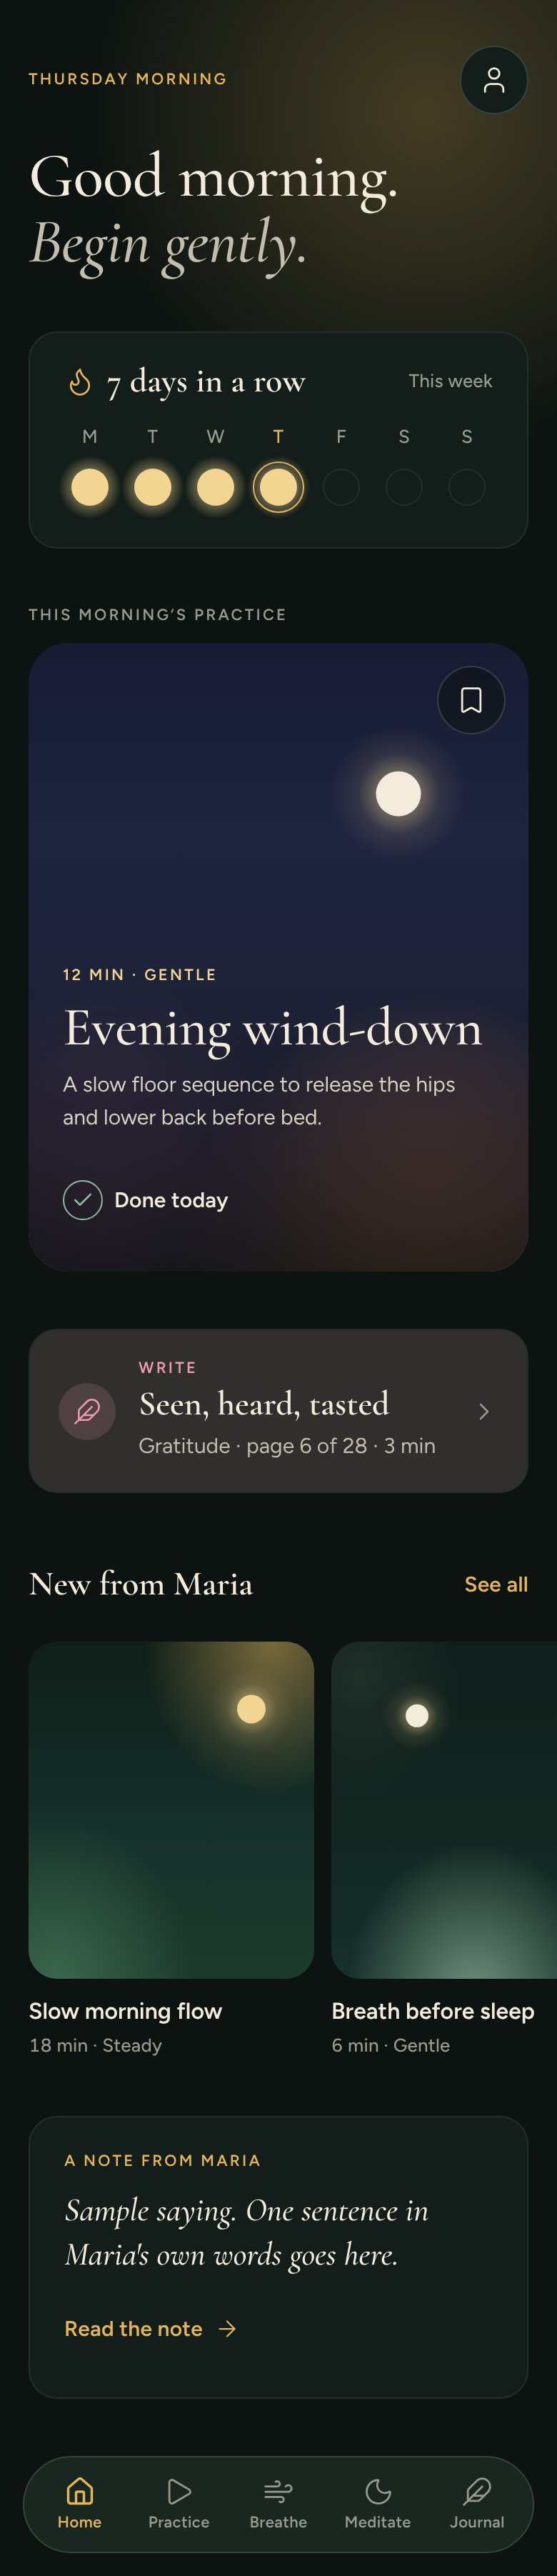 THURSDAY MORNING
Good morning.
Begin gently.
7 days in a row
This week
M T W T F S S
THIS MORNING’S PRACTICE
12 MIN · GENTLE
Evening wind-down
A slow floor sequence to release the hips
and lower back before bed.
Done today
WRITE
Seen, heard, tasted
Gratitude · page 6 of 28 · 3 min
New from Maria
See all
Slow morning flow
18 min · Steady
Breath before sleep
6 min · Gentle
A NOTE FROM MARIA
Sample saying. One sentence in
Maria's own words goes here.
Read the note
Home Practice Breathe Meditate Journal